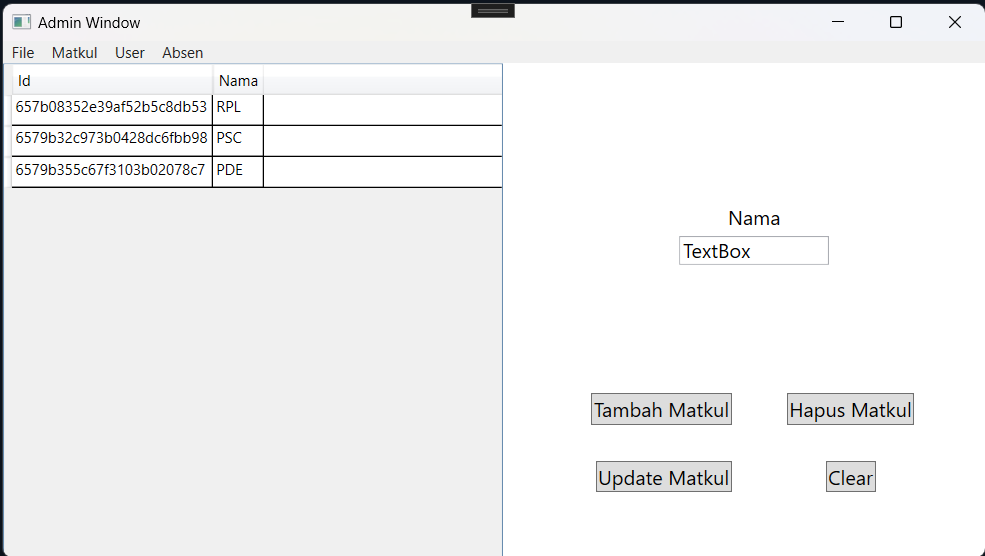 Admin Window
File Matkul User Absen
Id Nama
657b08352e39af52b5c8db53 RPL
6579b32c973b0428dc6fbb98 PSC
6579b355c67f3103b02078c7 PDE
Nama
TextBox
Tambah Matkul Hapus Matkul
Update Matkul Clear